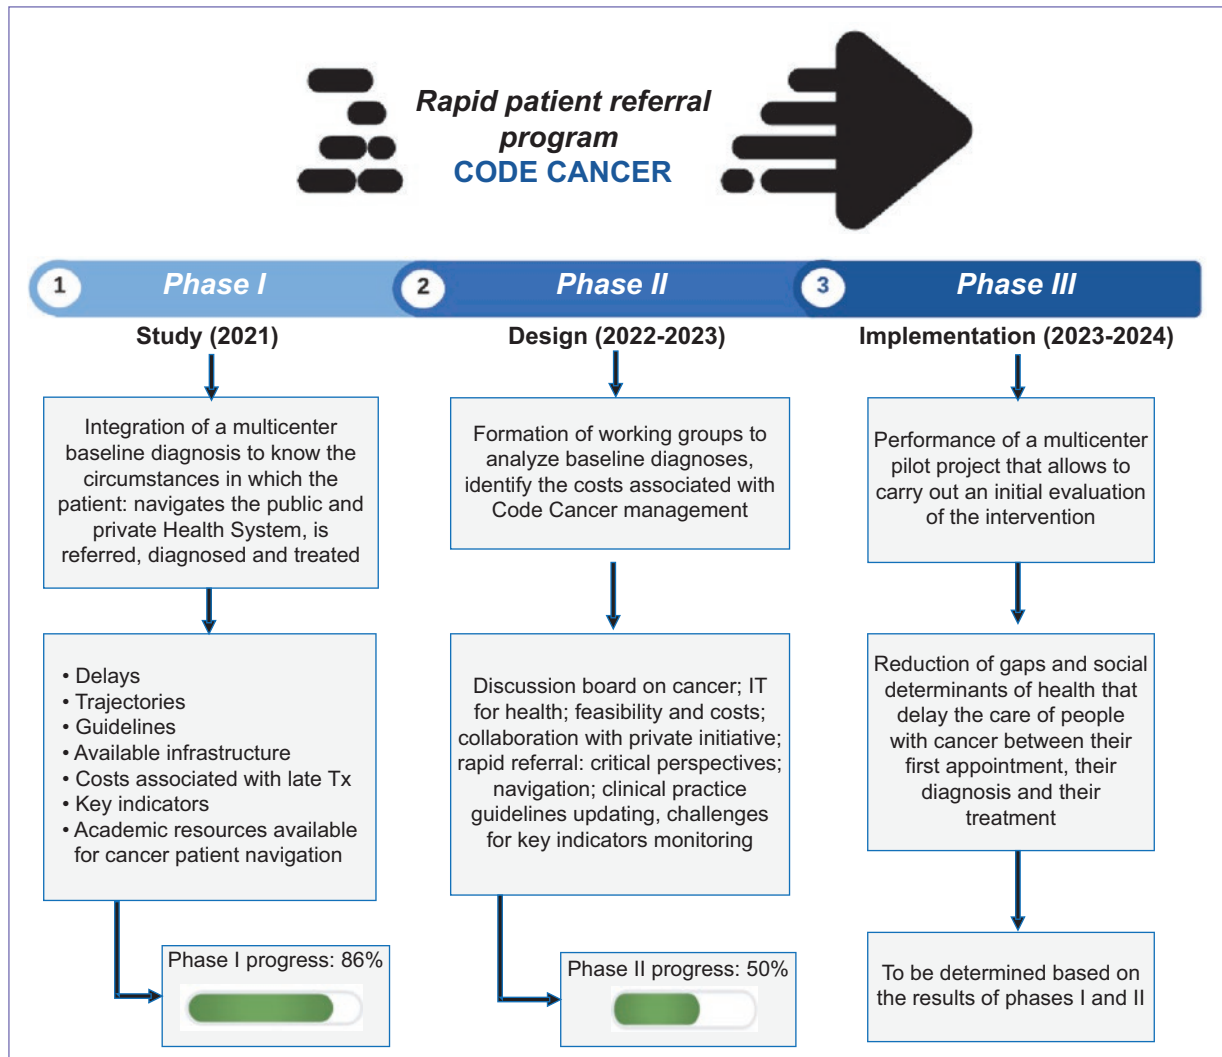 Rapid patient referral
program
CODE CANCER
1
Phase I
2
Phase II
3
Phase III
Study (2021)
Integration of a multicenter
baseline diagnosis to know the
circumstances in which the
patient: navigates the public and
private Health System, is
referred, diagnosed and treated
• Delays
• Trajectories
• Guidelines
• Available infrastructure
• Costs associated with late Tx
• Key indicators
• Academic resources available
for cancer patient navigation
Phase I progress: 86%
Design (2022-2023)
Formation of working groups to
analyze baseline diagnoses,
identify the costs associated with
Code Cancer management
Discussion board on cancer; IT
for health; feasibility and costs;
collaboration with private initiative;
rapid referral: critical perspectives;
navigation; clinical practice
guidelines updating, challenges
for key indicators monitoring
Phase II progress: 50%
Implementation (2023-2024)
Performance of a multicenter
pilot project that allows to
carry out an initial evaluation
of the intervention
Reduction of gaps and social
determinants of health that
delay the care of people
with cancer between their
first appointment, their
diagnosis and their
treatment
To be determined based on
the results of phases I and II